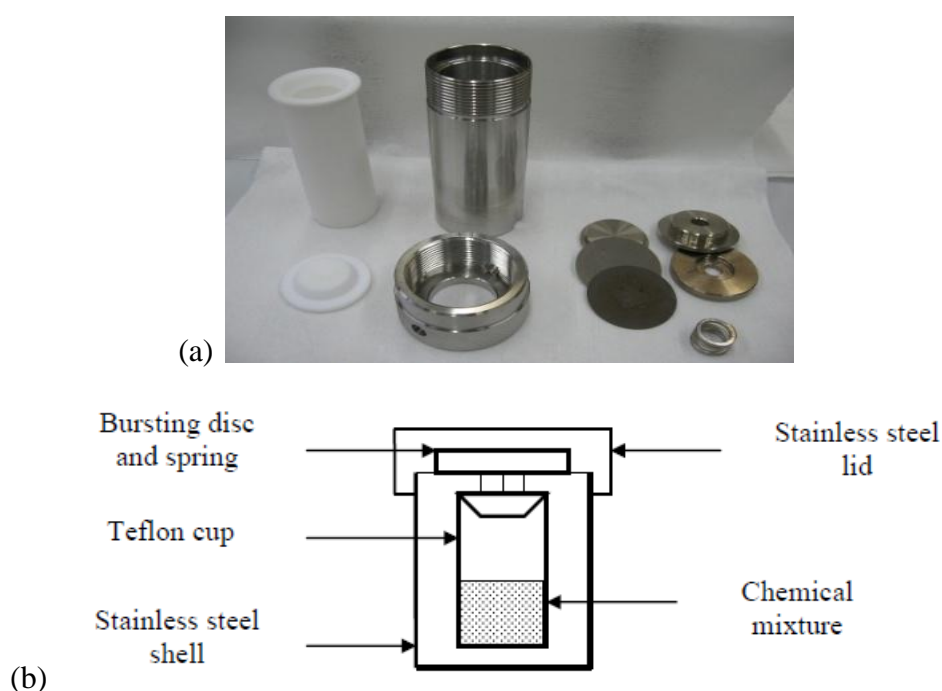 (a)
Bursting disc
and spring
Stainless steel
lid
Teflon cup
Chemical
mixture
Stainless steel
shell
(b)